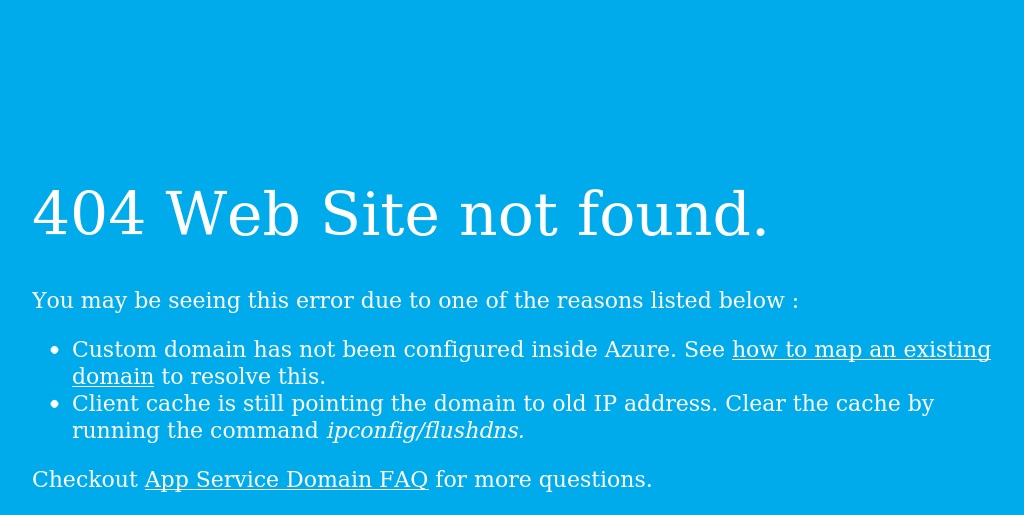 404 Web Site not found.
You may be seeing this error due to one of the reasons listed below :
• Custom domain has not been configured inside Azure. See how to map an existing
domain to resolve this.
• Client cache is still pointing the domain to old IP address. Clear the cache by
running the command ipconfig/flushdns.
Checkout App Service Domain FAQ for more questions.